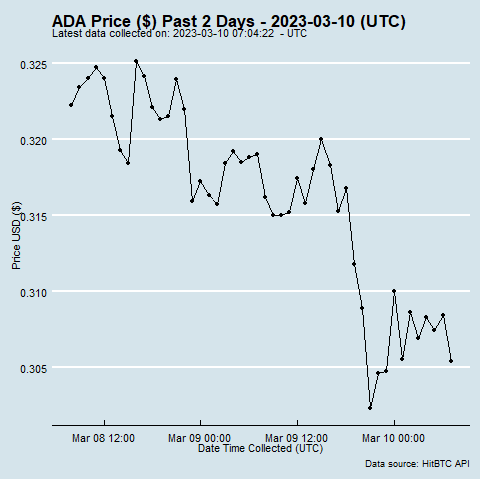 ADA Price ($) Past 2 Days - 2023-03-10 (UTC)
Latest data collected on: 2023-03-10 07:04:22  - UTC
0.325
0.320
0.315
0.310
0.305
Price USD ($)
Mar 08 12:00
Mar 09 00:00
Mar 09 12:00
Mar 10 00:00
Date Time Collected (UTC)
Data source: HitBTC API